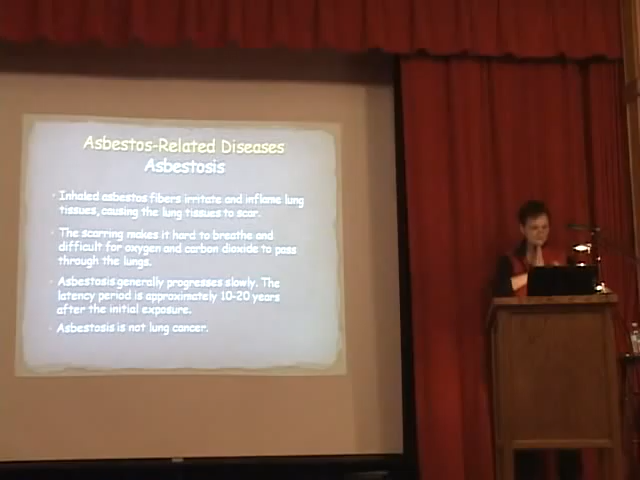 Asbestos-Related Diseases
Asbestosis
Inhaled asbestos fibers irritate and inflame lung
tissues, causing the lung tissues to scar.
The scarring makes it hard to breathe and
difficult for oxygen and carbon dioxide to pass
through the lungs.
Asbestosis generally progresses slowly. The
latency period is approximately 10-20 years
after the initial exposure.
Asbestosis is not lung cancer.